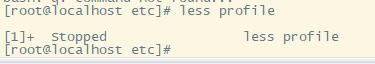 [root@localhost etc]# less profile
[1]+  Stopped                 less profile
[root@localhost etc]#